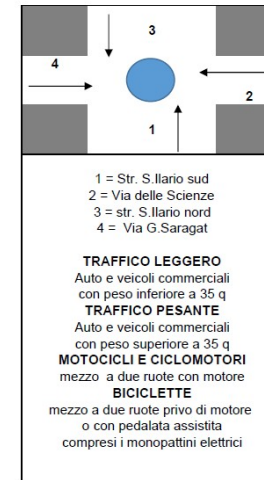 3
4
2
1
1 = Str. S.Ilario sud
2 = Via delle Scienze
3 = str. S.Ilario nord
4 = Via G.Saragat
TRAFFICO LEGGERO
Auto e veicoli commerciali
con peso inferiore a 35 q
TRAFFICO PESANTE
Auto e veicoli commerciali
con peso superiore a 35 q
MOTOCICLI E CICLOMOTORI
mezzo a due ruote con motore
BICICLETTE
mezzo a due ruote privo di motore
o con pedalata assistita
compresi i monopattini elettrici